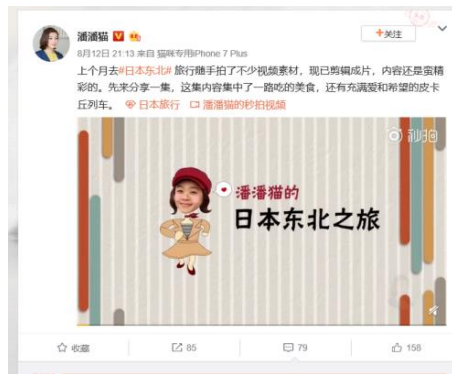 潘潘猫
+关注
8月12日 21:13 来自 猫咪专用iPhone 7 Plus
上个月去#日本东北# 旅行随手拍了不少视频素材，现已剪辑成片，内容还是蛮精
彩的。先来分享一集，这集内容集中了一路吃的美食，还有充满爱和希望的皮卡
丘列车。 日本旅行 潘潘猫的秒拍视频
秒拍
潘潘猫的
日本东北之旅
收藏
85
79
158